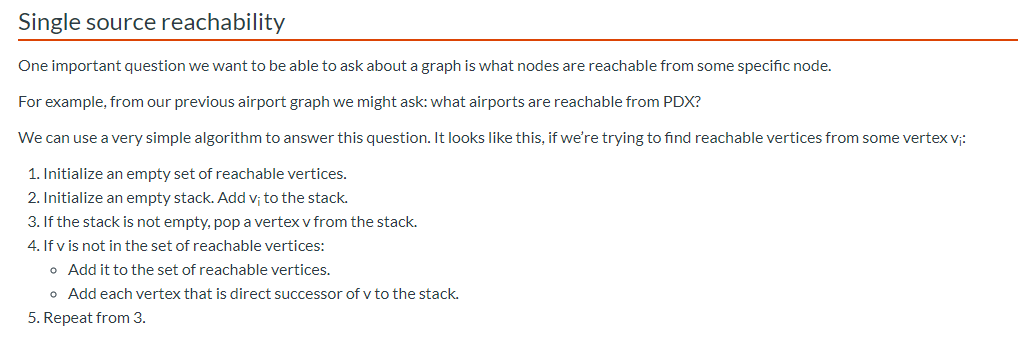 Single source reachability
One important question we want to be able to ask about a graph is what nodes are reachable from some specific node.
For example, from our previous airport graph we might ask: what airports are reachable from PDX?
We can use a very simple algorithm to answer this question. It looks like this, if we’re trying to find reachable vertices from some vertex vᵢ:
1. Initialize an empty set of reachable vertices.
2. Initialize an empty stack. Add vᵢ to the stack.
3. If the stack is not empty, pop a vertex v from the stack.
4. If v is not in the set of reachable vertices:
○ Add it to the set of reachable vertices.
○ Add each vertex that is direct successor of v to the stack.
5. Repeat from 3.